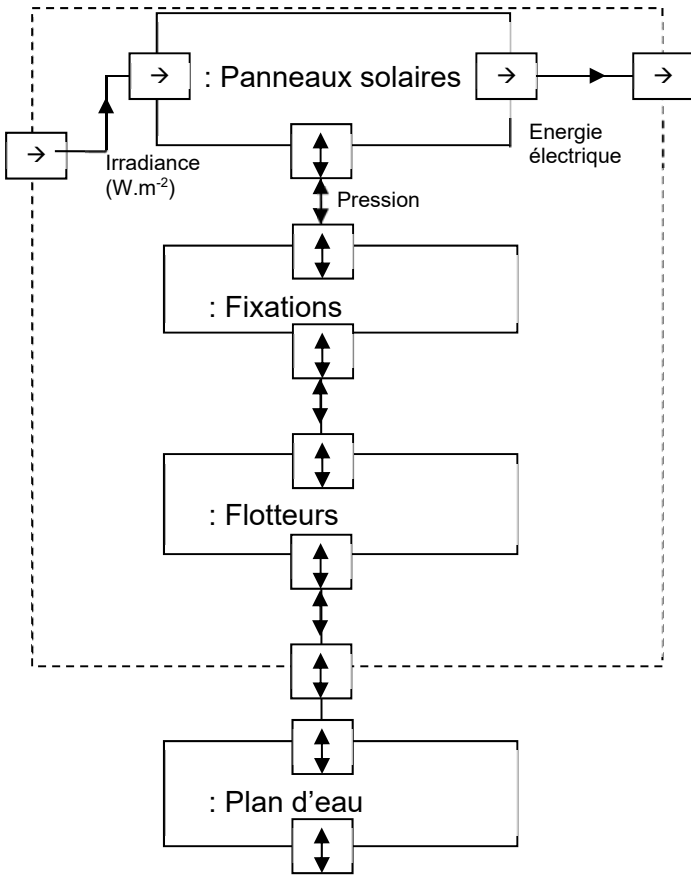 : Panneaux solaires
Energie
électrique
Irradiance
(W.m-2)
Pression
: Fixations
: Flotteurs
: Plan d'eau